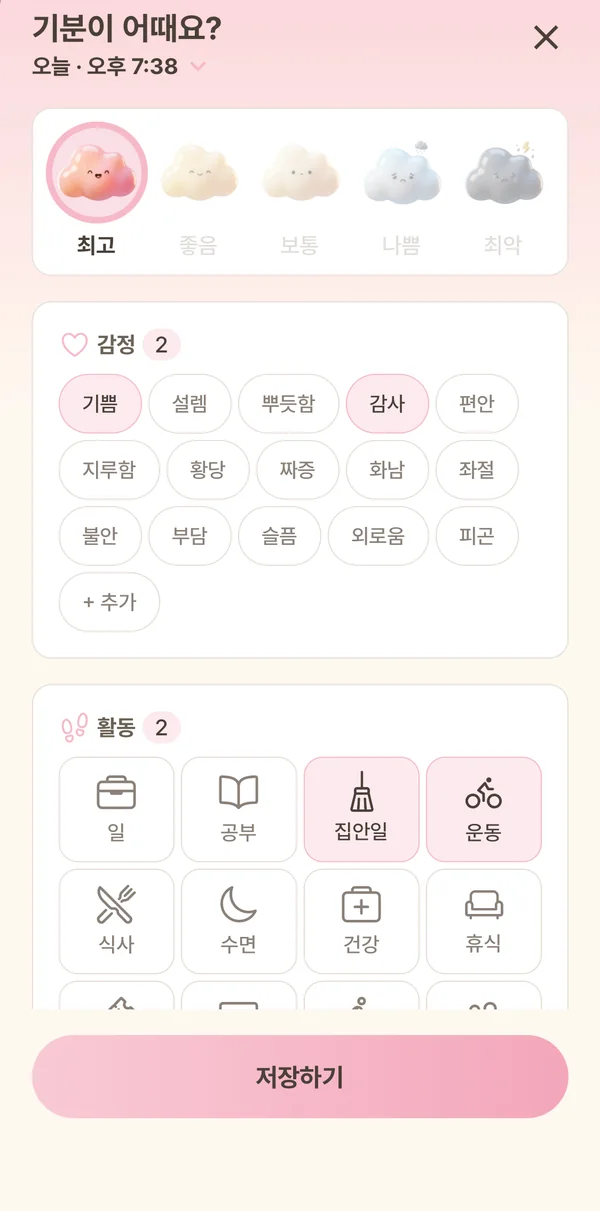 기분이 어때요?
오늘 · 오후 7:38
최고 좋음 보통 나쁨 최악
감정 2
기쁨 설렘 뿌듯함 감사 편안
지루함 황당 짜증 화남 좌절
불안 부담 슬픔 외로움 피곤
+ 추가
활동 2
일 공부 집안일 운동
식사 수면 건강 휴식
저장하기